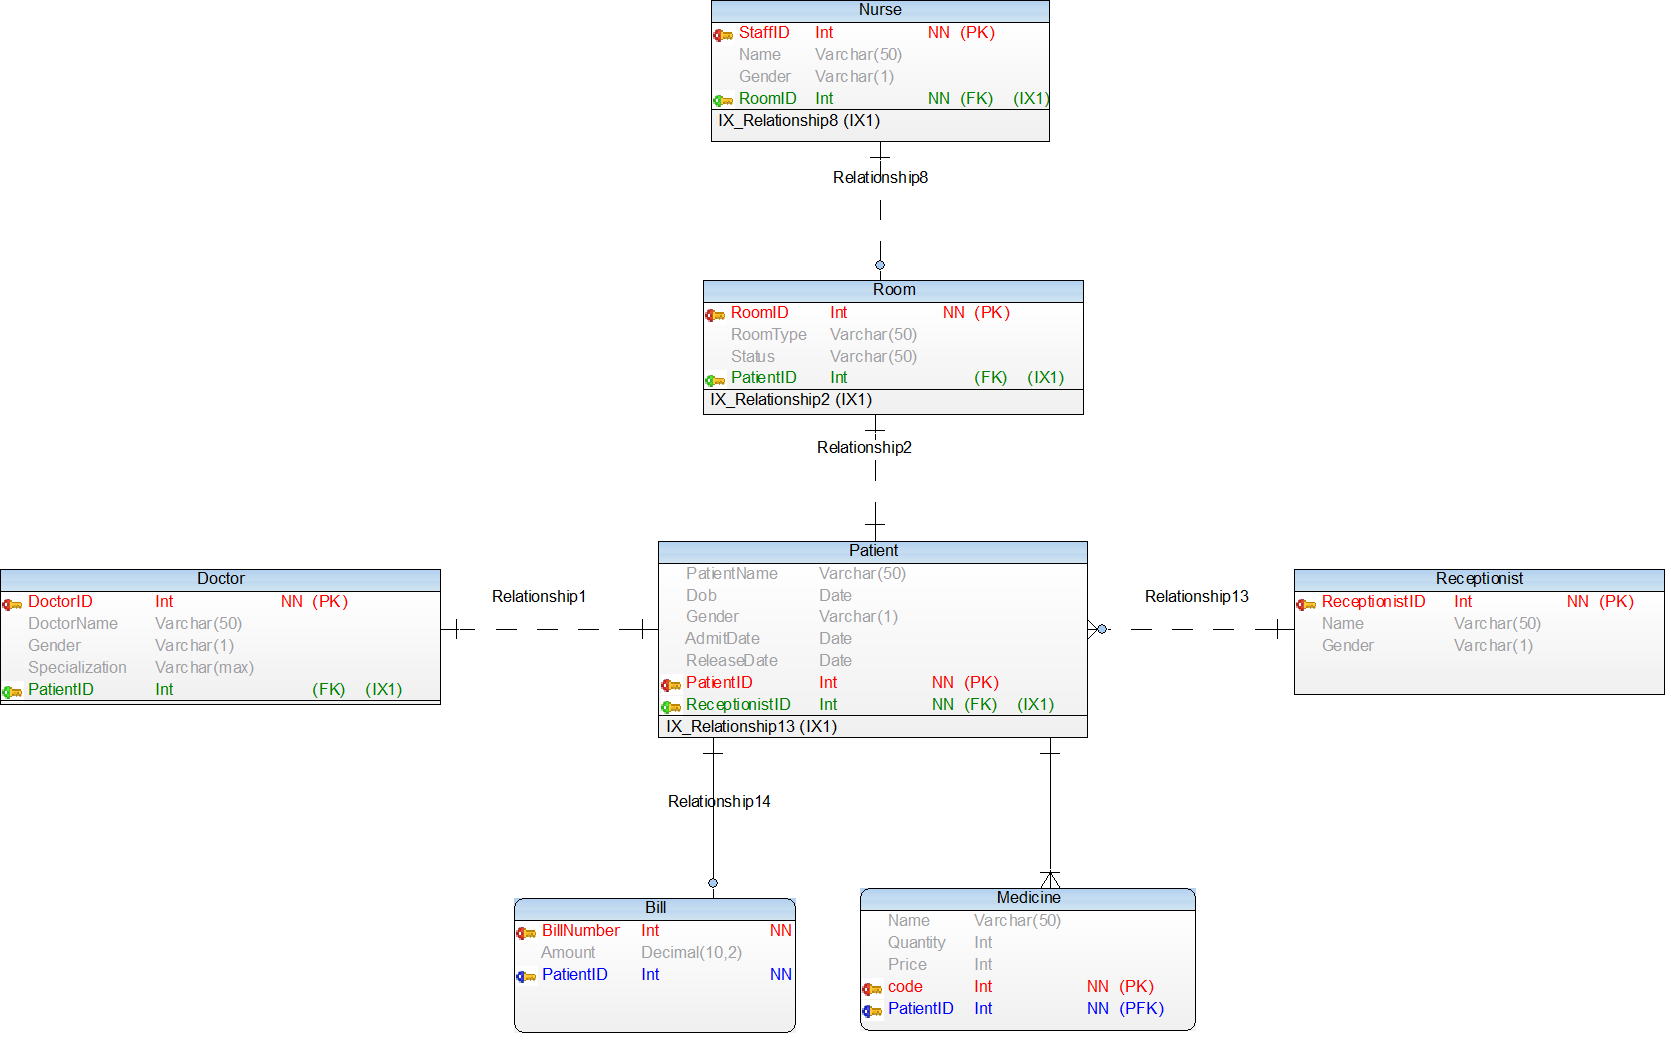 Nurse
StaffID Int NN (PK)
Name Varchar(50)
Gender Varchar(1)
RoomID Int NN (FK) (IX1)
IX_Relationship8 (IX1)
Relationship8
Room
RoomID Int NN (PK)
RoomType Varchar(50)
Status Varchar(50)
PatientID Int (FK) (IX1)
IX_Relationship2 (IX1)
Relationship2
Doctor
DoctorID Int NN (PK)
DoctorName Varchar(50)
Gender Varchar(1)
Specialization Varchar(max)
PatientID Int (FK) (IX1)
Relationship1
Patient
PatientName Varchar(50)
Dob Date
Gender Varchar(1)
AdmitDate Date
ReleaseDate Date
PatientID Int NN (PK)
ReceptionistID Int NN (FK) (IX1)
IX_Relationship13 (IX1)
Relationship13
Receptionist
ReceptionistID Int NN (PK)
Name Varchar(50)
Gender Varchar(1)
Relationship14
Bill
BillNumber Int NN
Amount Decimal(10,2)
PatientID Int NN
Medicine
Name Varchar(50)
Quantity Int
Price Int
code Int NN (PK)
PatientID Int NN (PFK)